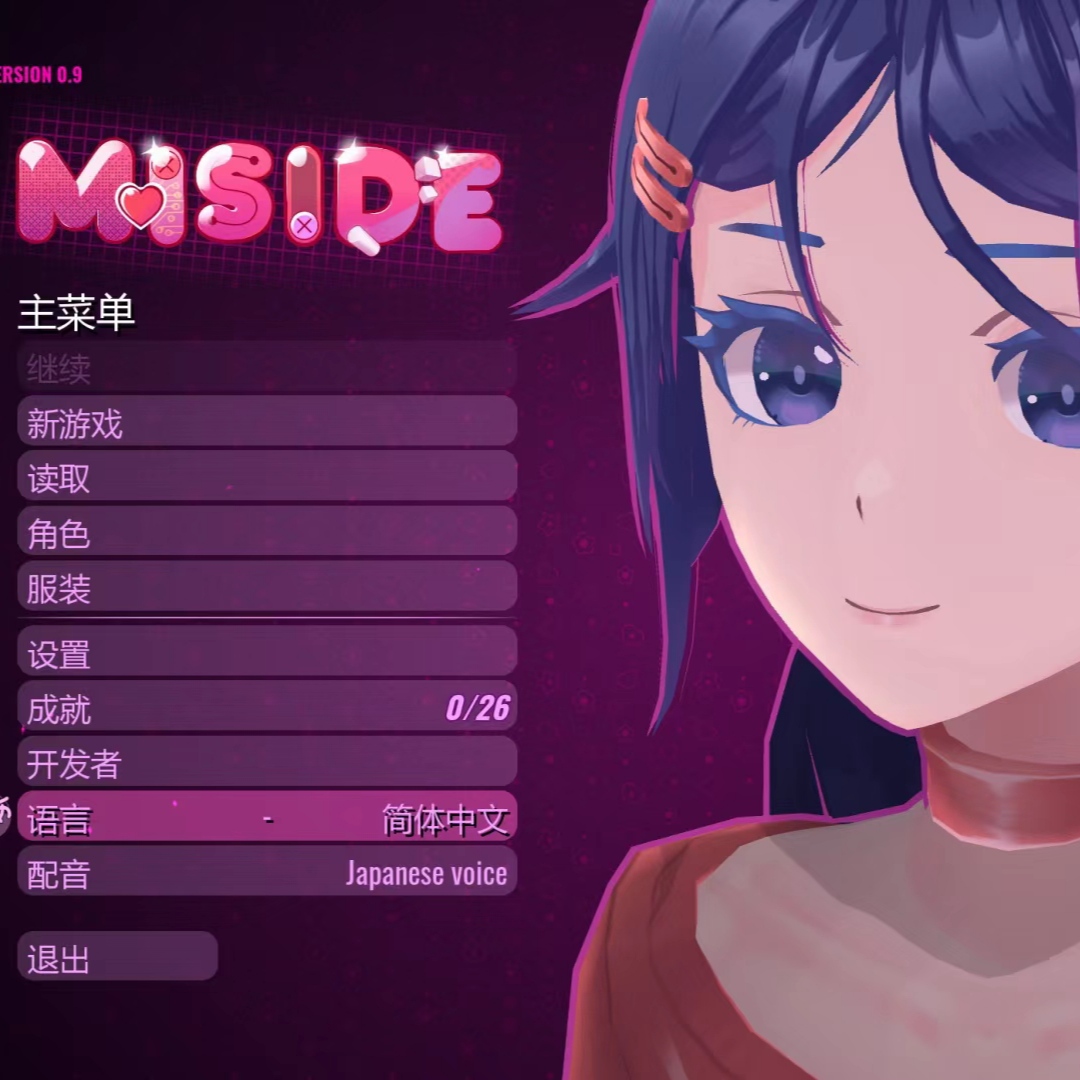 ERSION 0.9
MISIDE
主菜单
继续
新游戏
读取
角色
服装
设置
成就 0/26
开发者
语言 - 简体中文
配音 Japanese voice
退出